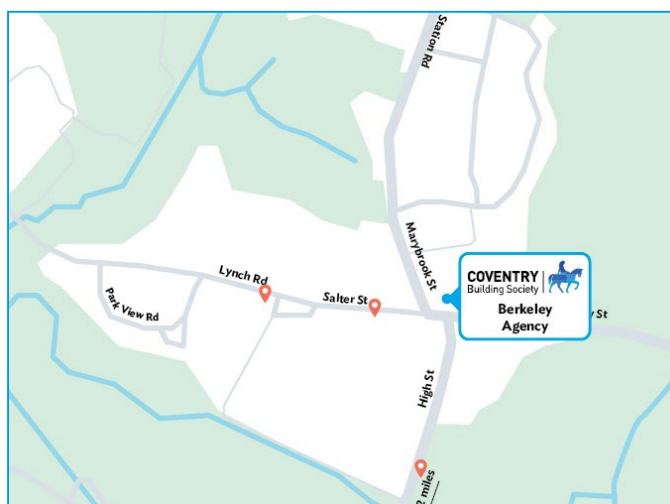 Station Rd
Marybrook St
Lynch Rd
Salter St
Park View Rd
COVENTRY
Building Society
Berkeley
Agency
St
High St
miles